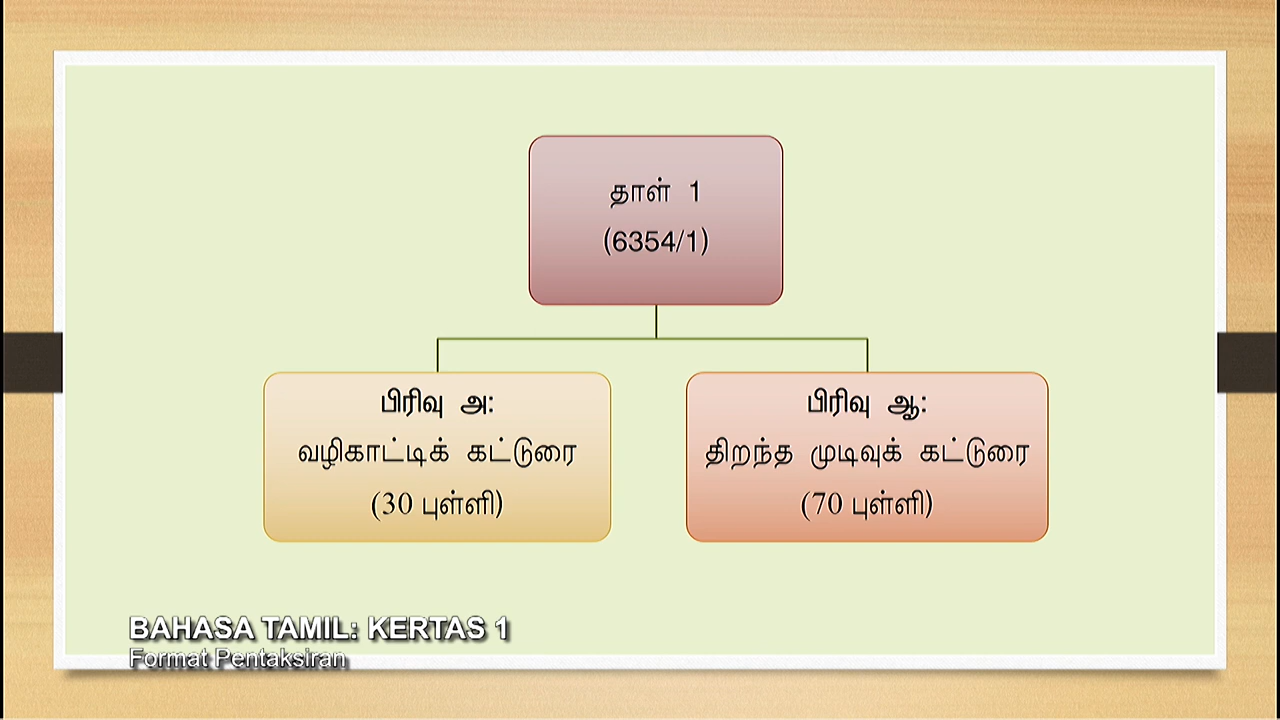 தாள் 1
(6354/1)
பிரிவு அ:
வழிகாட்டிக் கட்டுரை
(30 புள்ளி)
பிரிவு ஆ:
திறந்த முடிவுக் கட்டுரை
(70 புள்ளி)
BAHASA TAMIL: KERTAS 1
Format Pentaksiran